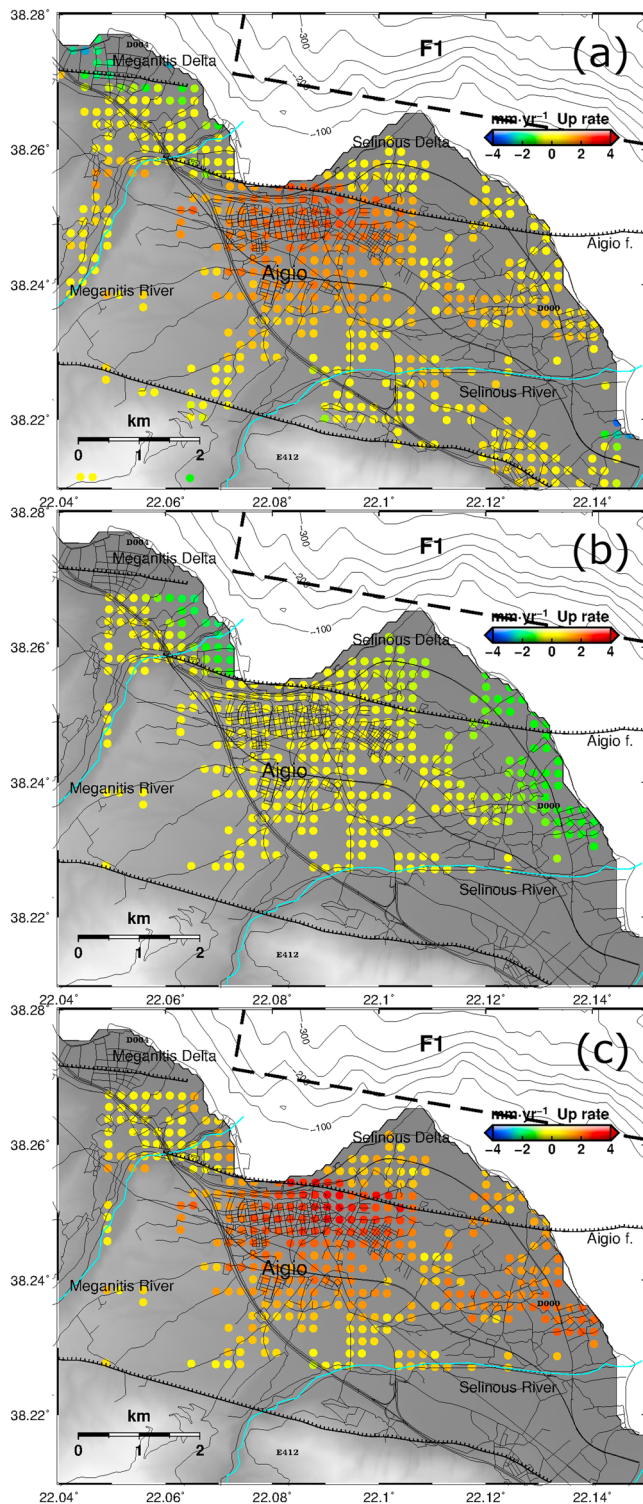 38.28°
38.26°
38.24°
38.22°
D004
Meganitis Delta
−300
F1
(a)
−200
−100
mm·yr⁻¹ Up rate
−4 −2 0 2 4
Selinous Delta
Aigio f.
Aigio
Meganitis River
D000
Selinous River
km
0 1 2
E412
22.04° 22.06° 22.08° 22.1° 22.12° 22.14°
38.28°
38.26°
38.24°
38.22°
D004
Meganitis Delta
−300
F1
(b)
−200
−100
mm·yr⁻¹ Up rate
−4 −2 0 2 4
Selinous Delta
Aigio f.
Aigio
Meganitis River
D000
Selinous River
km
0 1 2
E412
22.04° 22.06° 22.08° 22.1° 22.12° 22.14°
38.28°
38.26°
38.24°
38.22°
D004
Meganitis Delta
−300
F1
(c)
−200
−100
mm·yr⁻¹ Up rate
−4 −2 0 2 4
Selinous Delta
Aigio f.
Aigio
Meganitis River
D000
Selinous River
km
0 1 2
E412
22.04° 22.06° 22.08° 22.1° 22.12° 22.14°